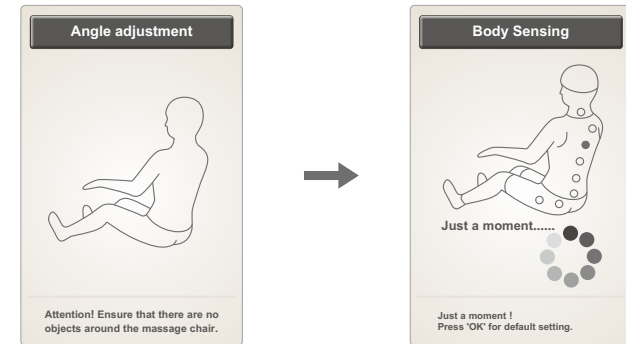 Angle adjustment
Attention! Ensure that there are no
objects around the massage chair.
Body Sensing
Just a moment......
Just a moment !
Press 'OK' for default setting.